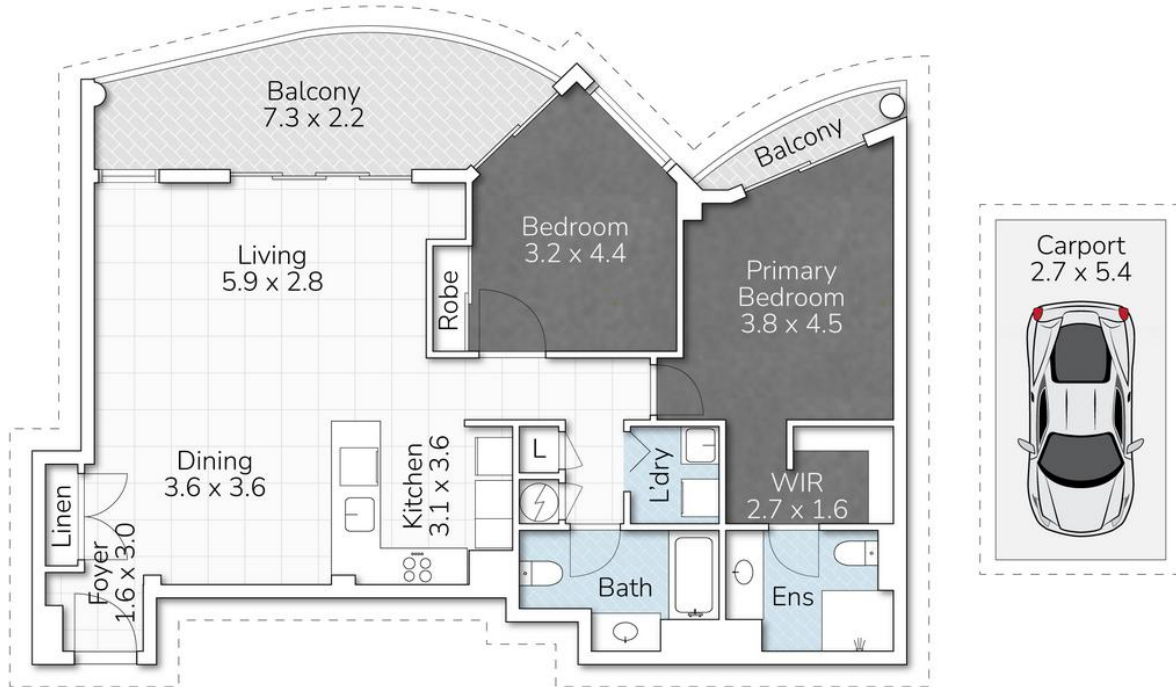 Balcony
7.3 x 2.2
Balcony
Bedroom
3.2 x 4.4
Living
5.9 x 2.8
Robe
Primary
Bedroom
3.8 x 4.5
Carport
2.7 x 5.4
Dining
3.6 x 3.6
Kitchen
3.1 x 3.6
L
L'dry
WIR
2.7 x 1.6
Linen
Foyer
1.6 x 3.0
Bath
Ens